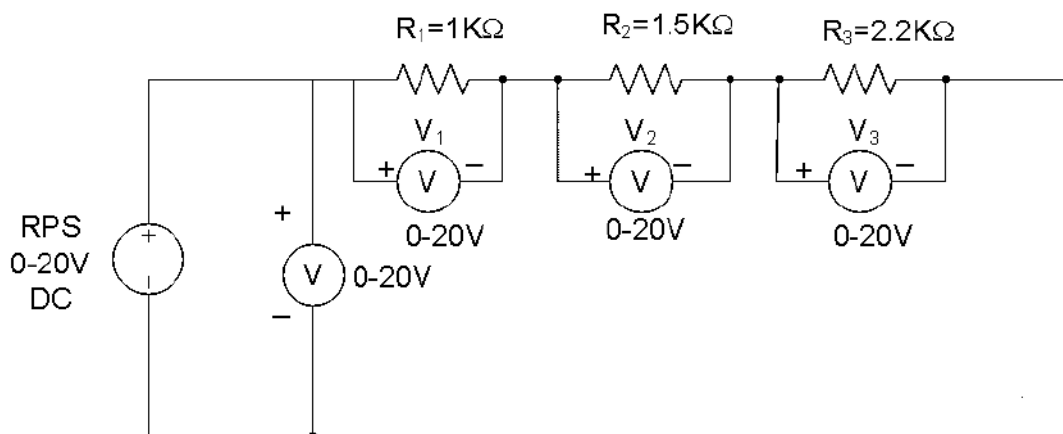 R₁=1KΩ
R₂=1.5KΩ
R₃=2.2KΩ
V₁
V₂
V₃
+ V −
+ V −
+ V −
0-20V
0-20V
0-20V
RPS
0-20V
DC
+
−
+
V
−
0-20V